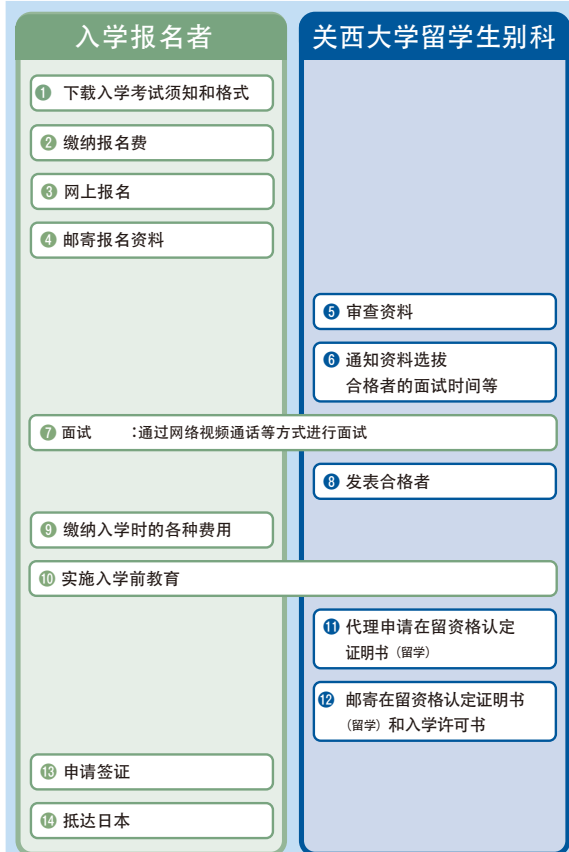 入学报名者
关西大学留学生别科
❶ 下载入学考试须知和格式
❷ 缴纳报名费
❸ 网上报名
❹ 邮寄报名资料
❺ 审查资料
❻ 通知资料选拔
合格者的面试时间等
❼ 面试 :通过网络视频通话等方式进行面试
❽ 发表合格者
❾ 缴纳入学时的各种费用
❿ 实施入学前教育
⓫ 代理申请在留资格认定
证明书（留学）
⓬ 邮寄在留资格认定证明书
（留学）和入学许可书
⓭ 申请签证
⓮ 抵达日本